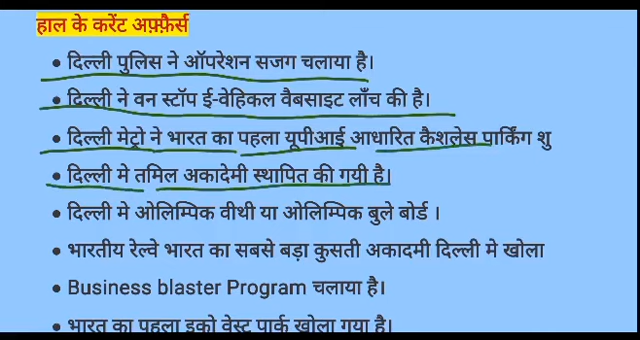 हाल के करेंट अफ़्फ़ैर्स
• दिल्ली पुलिस ने ऑपरेशन सजग चलाया है।
• दिल्ली ने वन स्टॉप ई-वेहिकल वैबसाइट लॉंच की है।
• दिल्ली मेट्रो ने भारत का पहला यूपीआई आधारित कैशलेस पार्किंग शु
• दिल्ली मे तमिल अकादेमी स्थापित की गयी है।
• दिल्ली मे ओलिम्पिक वीथी या ओलिम्पिक बुले बोर्ड ।
• भारतीय रेल्वे भारत का सबसे बड़ा कुसती अकादमी दिल्ली मे खोला
• Business blaster Program चलाया है।
• भारत का पहला इको वेस्ट पार्क खोला गया है।